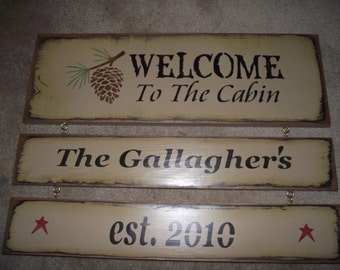 WELCOME
To The Cabin
The Gallagher's
est. 2010